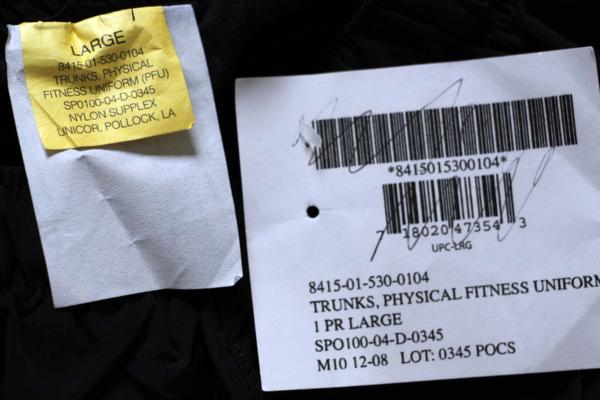 LARGE
8415-01-530-0104
TRUNKS, PHYSICAL
FITNESS UNIFORM (PFU)
SP0100-04-D-0345
NYLON SUPPLEX
UNICOR, POLLOCK, LA
*8415015300104*
7 18020 47354 3
UPC-LRG
8415-01-530-0104
TRUNKS, PHYSICAL FITNESS UNIFORM
1 PR LARGE
SPO100-04-D-0345
M10 12-08 LOT: 0345 POCS